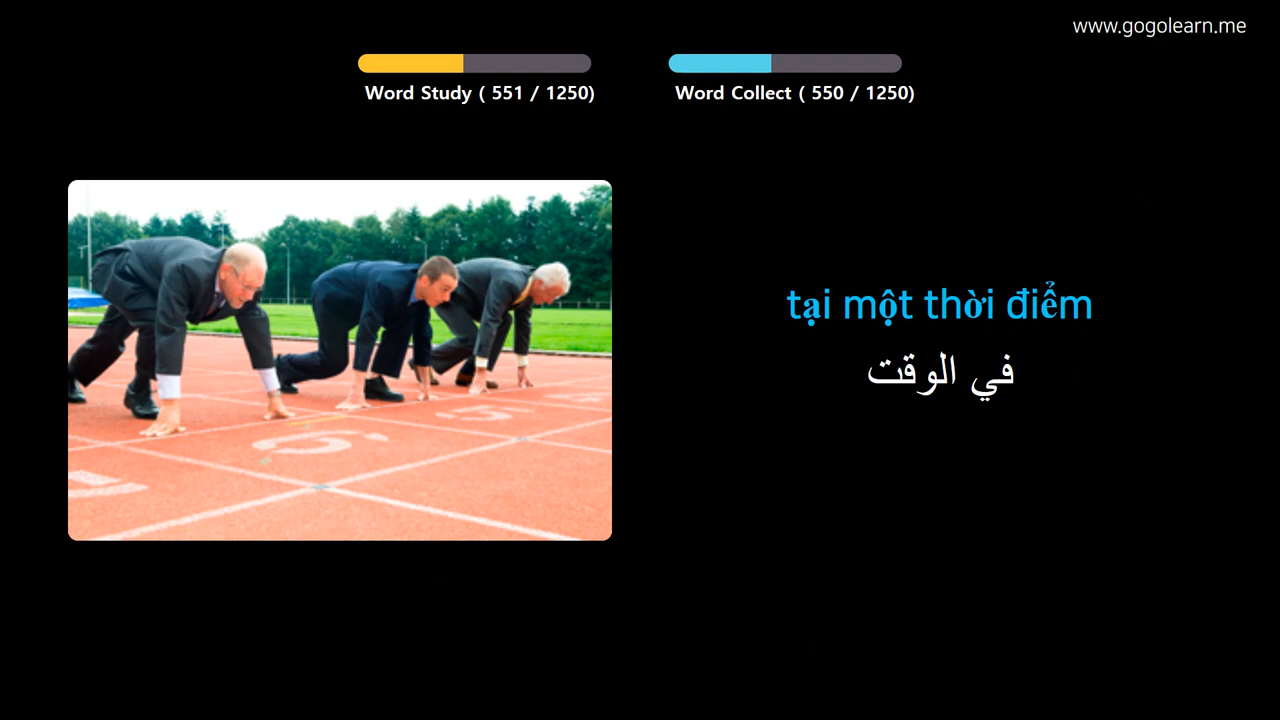 www.gogolearn.me
Word Study ( 551 / 1250)
Word Collect ( 550 / 1250)
tại một thời điểm
في الوقت